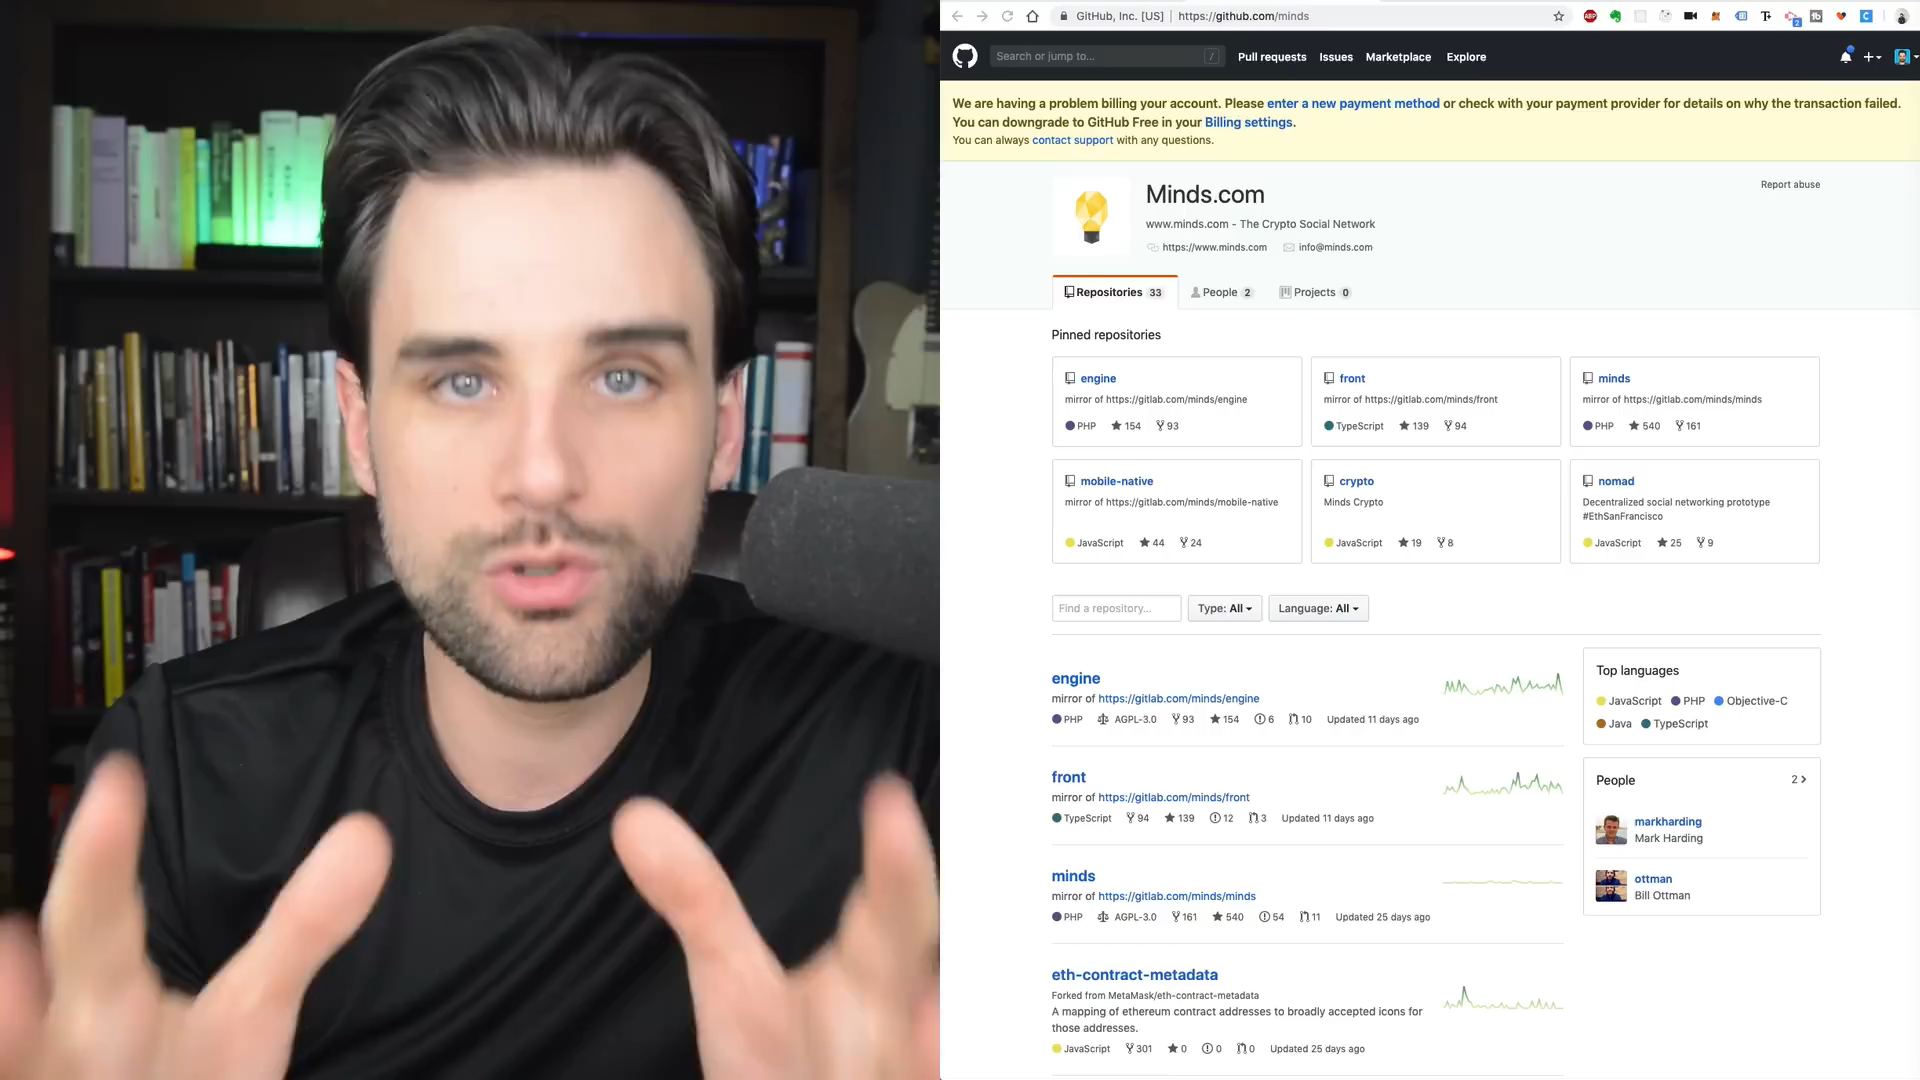 GitHub, Inc. [US] | https://github.com/minds
Search or jump to... /
Pull requests Issues Marketplace Explore
We are having a problem billing your account. Please enter a new payment method or check with your payment provider for details on why the transaction failed.
You can downgrade to GitHub Free in your Billing settings.
You can always contact support with any questions.
Minds.com
Report abuse
www.minds.com - The Crypto Social Network
https://www.minds.com info@minds.com
Repositories 33 People 2 Projects 0
Pinned repositories
engine
mirror of https://gitlab.com/minds/engine
PHP 154 93
front
mirror of https://gitlab.com/minds/front
TypeScript 139 94
minds
mirror of https://gitlab.com/minds/minds
PHP 540 161
mobile-native
mirror of https://gitlab.com/minds/mobile-native
JavaScript 44 24
crypto
Minds Crypto
JavaScript 19 8
nomad
Decentralized social networking prototype
#EthSanFrancisco
JavaScript 25 9
Find a repository... Type: All Language: All
engine
mirror of https://gitlab.com/minds/engine
PHP AGPL-3.0 93 154 6 10 Updated 11 days ago
front
mirror of https://gitlab.com/minds/front
TypeScript 94 139 12 3 Updated 11 days ago
minds
mirror of https://gitlab.com/minds/minds
PHP AGPL-3.0 161 540 54 11 Updated 25 days ago
eth-contract-metadata
Forked from MetaMask/eth-contract-metadata
A mapping of ethereum contract addresses to broadly accepted icons for
those addresses.
JavaScript 301 0 0 0 Updated 25 days ago
Top languages
JavaScript PHP Objective-C
Java TypeScript
People 2
markharding
Mark Harding
ottman
Bill Ottman